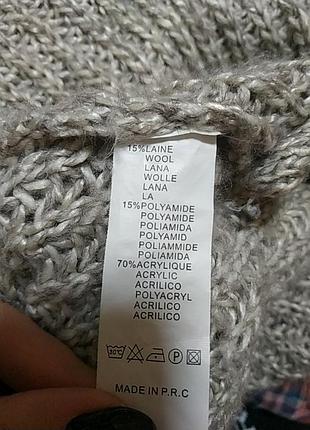 15%LAINE
WOOL
LANA
WOLLE
LANA
LA
15%POLYAMIDE
POLYAMIDE
POLIAMIDA
POLYAMID
POLIAMMIDE
POLIAMIDA
70%ACRYLIQUE
ACRYLIC
ACRILICO
POLYACRYL
ACRILICO
ACRILICO
30°C P
MADE IN P.R.C